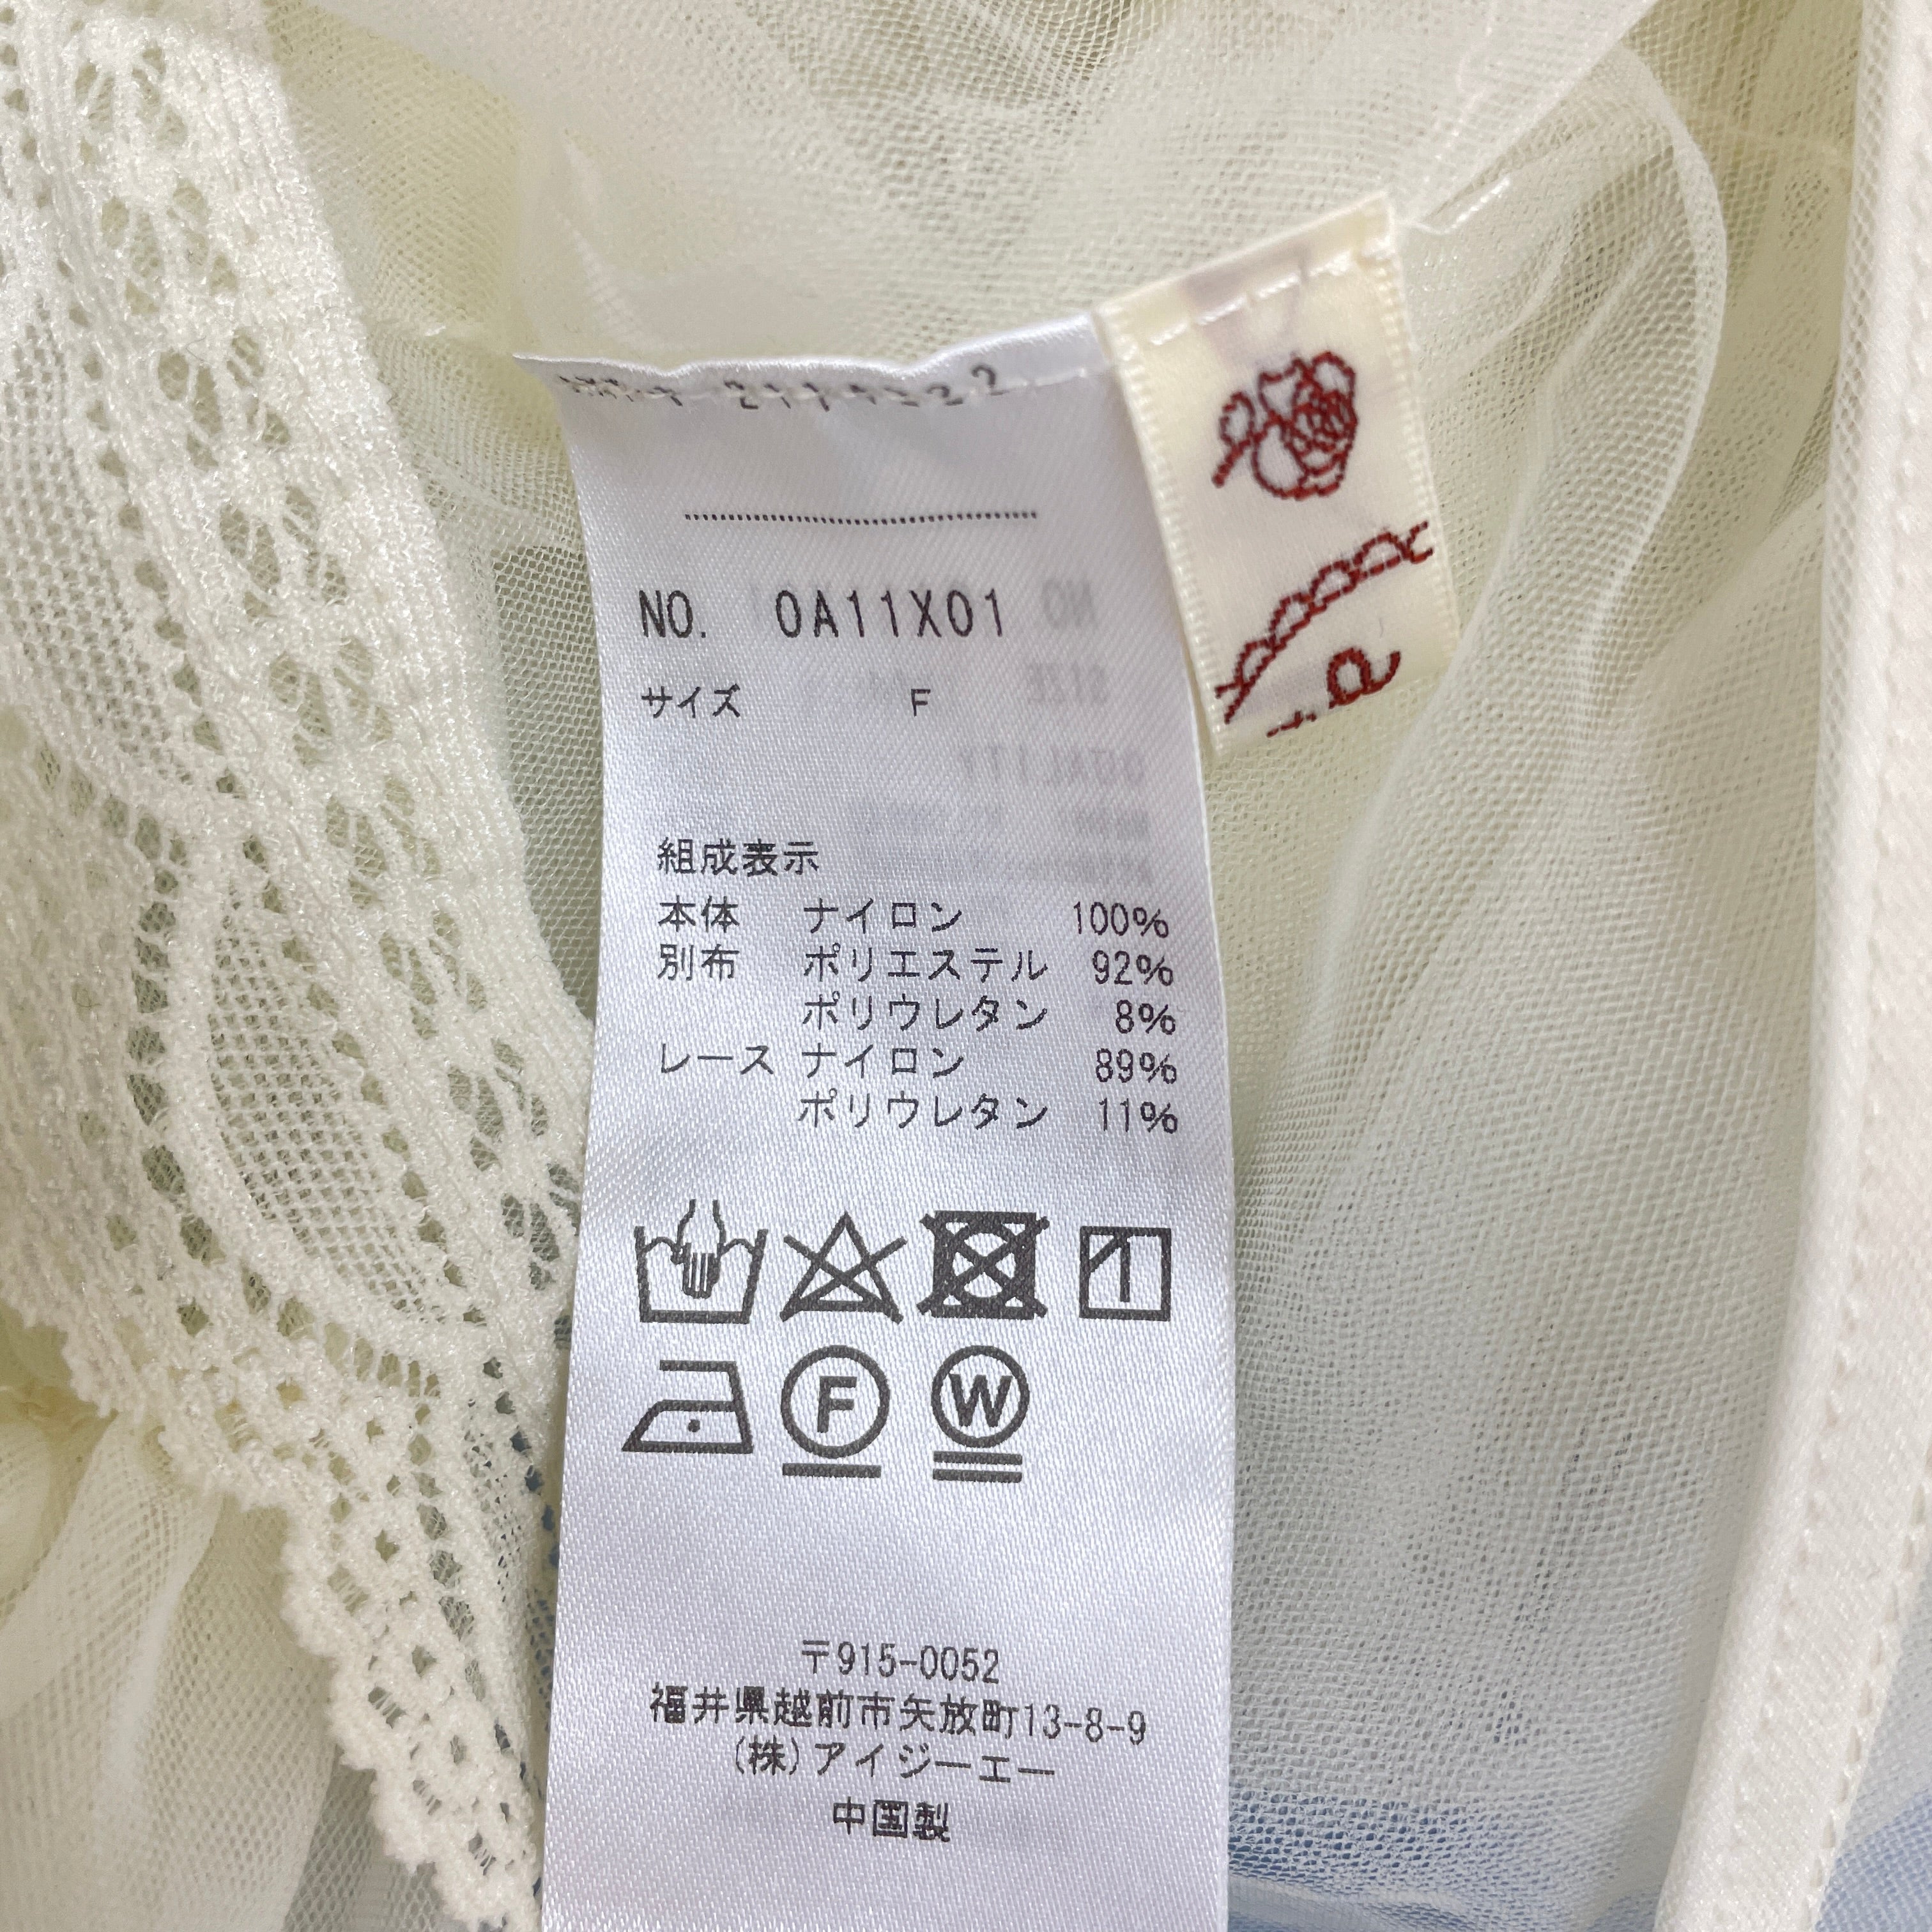 NO. 0A11X01
サイズ F
組成表示
本体 ナイロン 100%
別布 ポリエステル 92%
ポリウレタン 8%
レース ナイロン 89%
ポリウレタン 11%
F W
〒915-0052
福井県越前市矢放町13-8-9
(株)アイジーエー
中国製